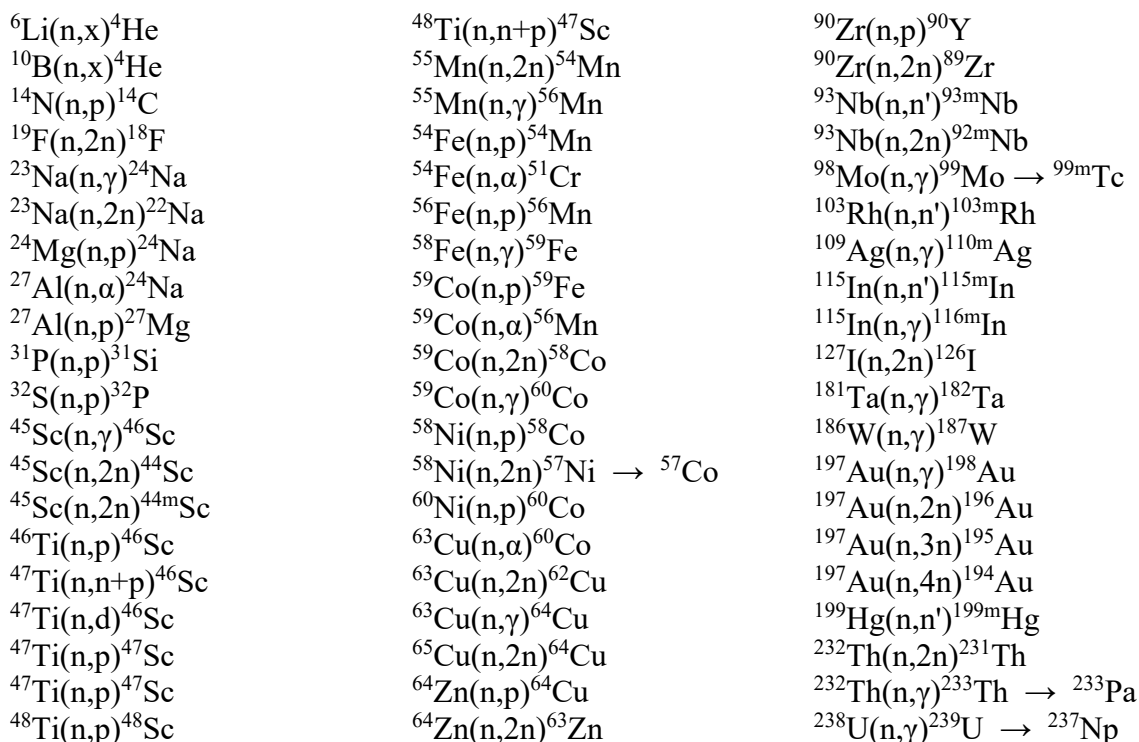 ⁶Li(n,x)⁴He
¹⁰B(n,x)⁴He
¹⁴N(n,p)¹⁴C
¹⁹F(n,2n)¹⁸F
²³Na(n,γ)²⁴Na
²³Na(n,2n)²²Na
²⁴Mg(n,p)²⁴Na
²⁷Al(n,α)²⁴Na
²⁷Al(n,p)²⁷Mg
³¹P(n,p)³¹Si
³²S(n,p)³²P
⁴⁵Sc(n,γ)⁴⁶Sc
⁴⁵Sc(n,2n)⁴⁴Sc
⁴⁵Sc(n,2n)⁴⁴ᵐSc
⁴⁶Ti(n,p)⁴⁶Sc
⁴⁷Ti(n,n+p)⁴⁶Sc
⁴⁷Ti(n,d)⁴⁶Sc
⁴⁷Ti(n,p)⁴⁷Sc
⁴⁷Ti(n,p)⁴⁷Sc
⁴⁸Ti(n,p)⁴⁸Sc
⁴⁸Ti(n,n+p)⁴⁷Sc
⁵⁵Mn(n,2n)⁵⁴Mn
⁵⁵Mn(n,γ)⁵⁶Mn
⁵⁴Fe(n,p)⁵⁴Mn
⁵⁴Fe(n,α)⁵¹Cr
⁵⁶Fe(n,p)⁵⁶Mn
⁵⁸Fe(n,γ)⁵⁹Fe
⁵⁹Co(n,p)⁵⁹Fe
⁵⁹Co(n,α)⁵⁶Mn
⁵⁹Co(n,2n)⁵⁸Co
⁵⁹Co(n,γ)⁶⁰Co
⁵⁸Ni(n,p)⁵⁸Co
⁵⁸Ni(n,2n)⁵⁷Ni → ⁵⁷Co
⁶⁰Ni(n,p)⁶⁰Co
⁶³Cu(n,α)⁶⁰Co
⁶³Cu(n,2n)⁶²Cu
⁶³Cu(n,γ)⁶⁴Cu
⁶⁵Cu(n,2n)⁶⁴Cu
⁶⁴Zn(n,p)⁶⁴Cu
⁶⁴Zn(n,2n)⁶³Zn
⁹⁰Zr(n,p)⁹⁰Y
⁹⁰Zr(n,2n)⁸⁹Zr
⁹³Nb(n,n')⁹³ᵐNb
⁹³Nb(n,2n)⁹²ᵐNb
⁹⁸Mo(n,γ)⁹⁹Mo → ⁹⁹ᵐTc
¹⁰³Rh(n,n')¹⁰³ᵐRh
¹⁰⁹Ag(n,γ)¹¹⁰ᵐAg
¹¹⁵In(n,n')¹¹⁵ᵐIn
¹¹⁵In(n,γ)¹¹⁶ᵐIn
¹²⁷I(n,2n)¹²⁶I
¹⁸¹Ta(n,γ)¹⁸²Ta
¹⁸⁶W(n,γ)¹⁸⁷W
¹⁹⁷Au(n,γ)¹⁹⁸Au
¹⁹⁷Au(n,2n)¹⁹⁶Au
¹⁹⁷Au(n,3n)¹⁹⁵Au
¹⁹⁷Au(n,4n)¹⁹⁴Au
¹⁹⁹Hg(n,n')¹⁹⁹ᵐHg
²³²Th(n,2n)²³¹Th
²³²Th(n,γ)²³³Th → ²³³Pa
²³⁸U(n,γ)²³⁹U → ²³⁷Np